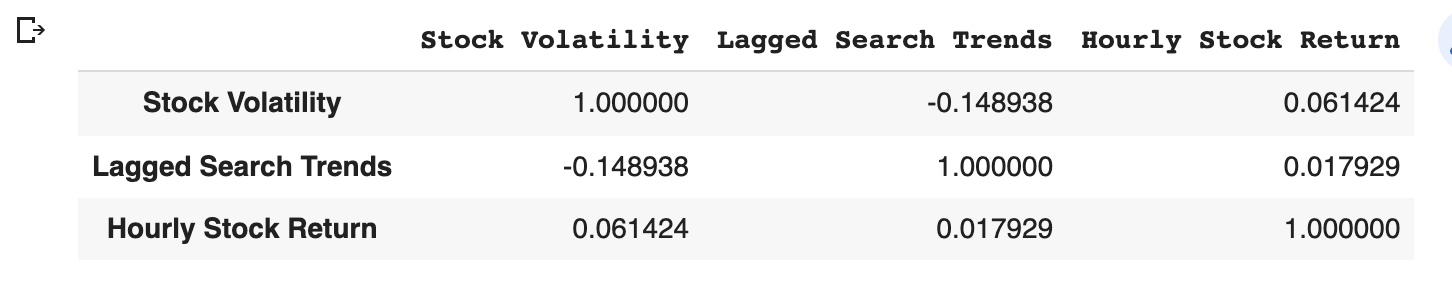 Stock Volatility Lagged Search Trends Hourly Stock Return
Stock Volatility 1.000000 -0.148938 0.061424
Lagged Search Trends -0.148938 1.000000 0.017929
Hourly Stock Return 0.061424 0.017929 1.000000